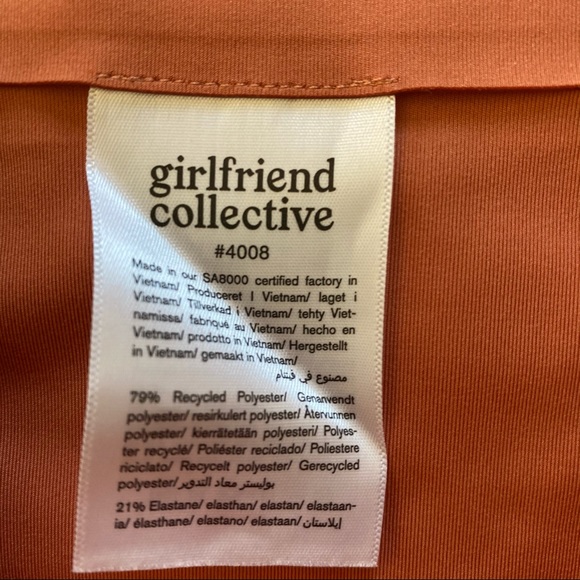 girlfriend
collective
#4008
Made in our SA8000 certified factory in
Vietnam/ Produceret I Vietnam/ laget i
Vietnam/ Tillverkad i Vietnam/ tehty Viet-
namissa/ fabriqué au Vietnam/ hecho en
Vietnam/ prodotto in Vietnam/ Hergestellt
in Vietnam/ gemaakt in Vietnam/
مصنوع في فيتنام
79% Recycled Polyester/ Genanvendt
polyester/ resirkulert polyester/ Återvunnen
polyester/ kierrätetään polyesteri/ Polyes-
ter recyclé/ Poliéster reciclado/ Poliestere
riciclato/ Recycelt polyester/ Gerecycled
polyester/بوليستر معاد التدوير/
21% Elastane/ elasthan/ elastan/ elastaan-
ia/ élasthane/ elastano/ elastaan/ إيلاستان/